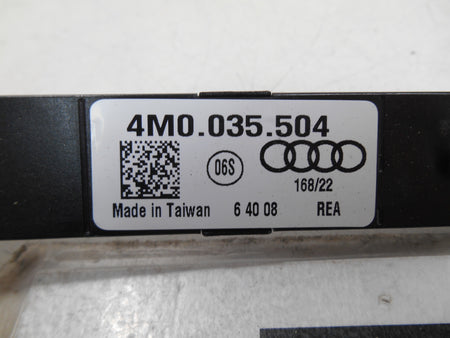 4M0.035.504
06S
168/22
Made in Taiwan 6 40 08 REA